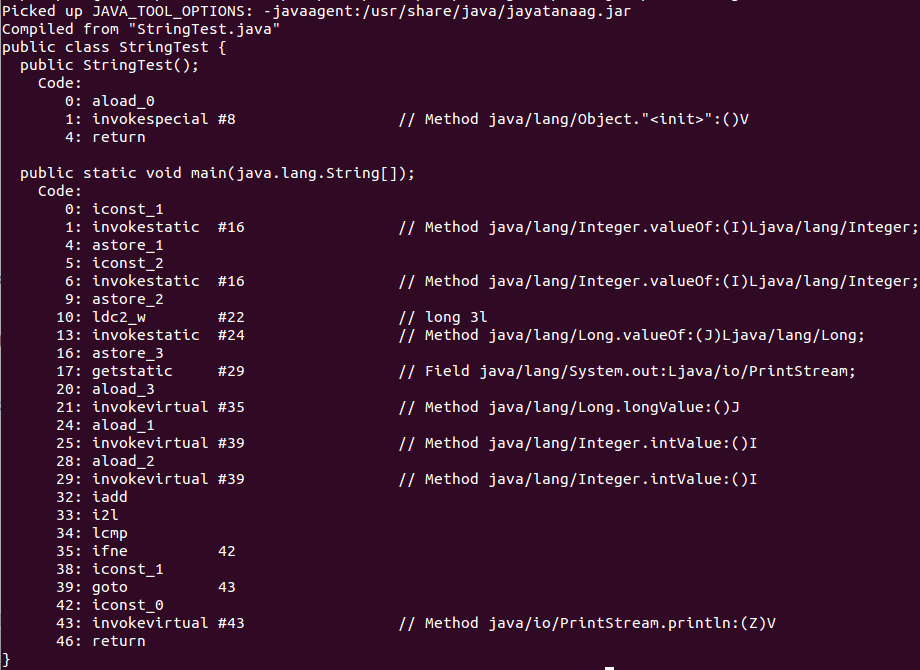 Picked up JAVA_TOOL_OPTIONS: -javaagent:/usr/share/java/jayatanaag.jar
Compiled from "StringTest.java"
public class StringTest {
  public StringTest();
    Code:
       0: aload_0
       1: invokespecial #8                  // Method java/lang/Object."<init>":()V
       4: return

  public static void main(java.lang.String[]);
    Code:
       0: iconst_1
       1: invokestatic  #16                 // Method java/lang/Integer.valueOf:(I)Ljava/lang/Integer;
       4: astore_1
       5: iconst_2
       6: invokestatic  #16                 // Method java/lang/Integer.valueOf:(I)Ljava/lang/Integer;
       9: astore_2
      10: ldc2_w        #22                 // long 3l
      13: invokestatic  #24                 // Method java/lang/Long.valueOf:(J)Ljava/lang/Long;
      16: astore_3
      17: getstatic     #29                 // Field java/lang/System.out:Ljava/io/PrintStream;
      20: aload_3
      21: invokevirtual #35                 // Method java/lang/Long.longValue:()J
      24: aload_1
      25: invokevirtual #39                 // Method java/lang/Integer.intValue:()I
      28: aload_2
      29: invokevirtual #39                 // Method java/lang/Integer.intValue:()I
      32: iadd
      33: i2l
      34: lcmp
      35: ifne          42
      38: iconst_1
      39: goto          43
      42: iconst_0
      43: invokevirtual #43                 // Method java/io/PrintStream.println:(Z)V
      46: return
}